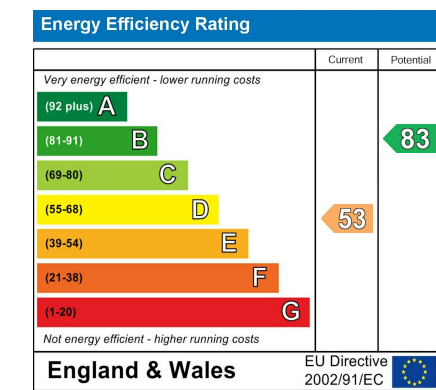 Energy Efficiency Rating
Current Potential
Very energy efficient - lower running costs
(92 plus) A
(81-91) B
83
(69-80) C
(55-68) D
53
(39-54) E
(21-38) F
(1-20) G
Not energy efficient - higher running costs
England & Wales
EU Directive
2002/91/EC